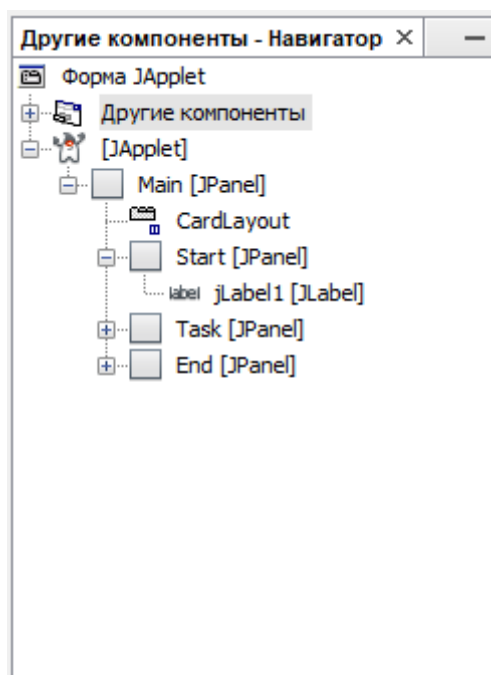 Другие компоненты - Навигатор
Форма JApplet
Другие компоненты
[JApplet]
Main [JPanel]
CardLayout
Start [JPanel]
label jLabel1 [JLabel]
Task [JPanel]
End [JPanel]